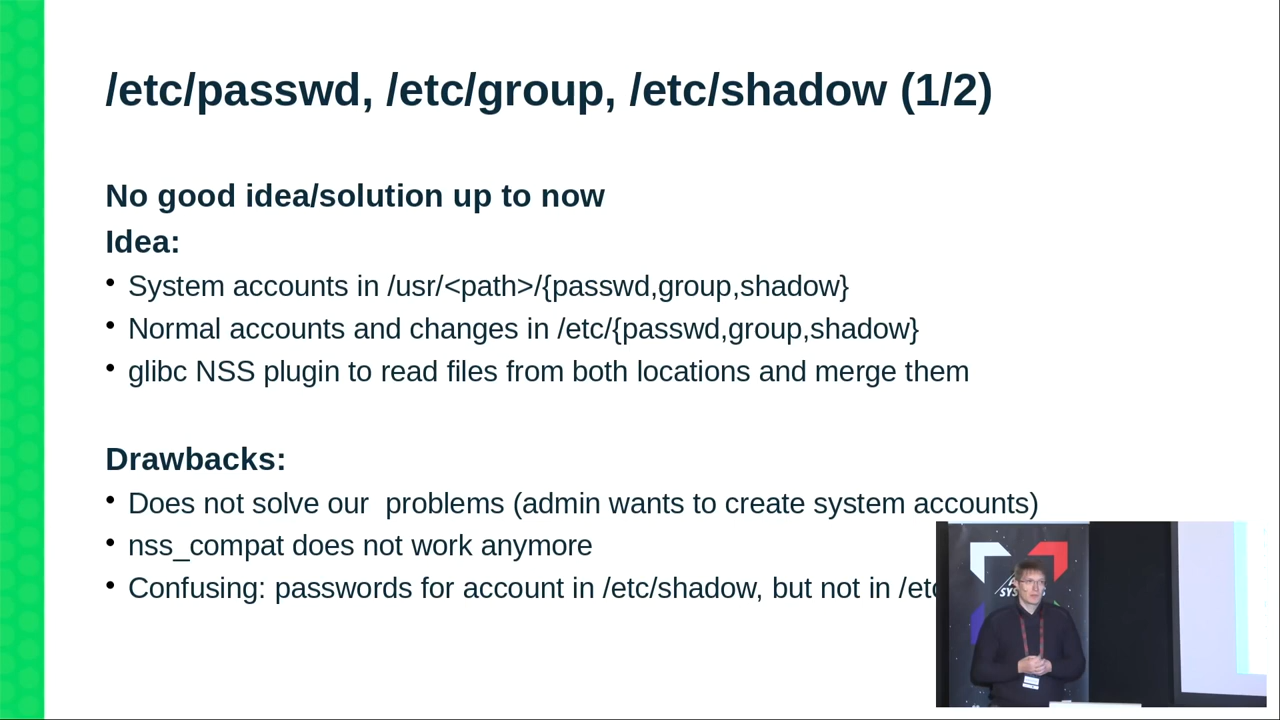 /etc/passwd, /etc/group, /etc/shadow (1/2)
No good idea/solution up to now
Idea:
• System accounts in /usr/<path>/{passwd,group,shadow}
• Normal accounts and changes in /etc/{passwd,group,shadow}
• glibc NSS plugin to read files from both locations and merge them
Drawbacks:
• Does not solve our  problems (admin wants to create system accounts)
• nss_compat does not work anymore
• Confusing: passwords for account in /etc/shadow, but not in